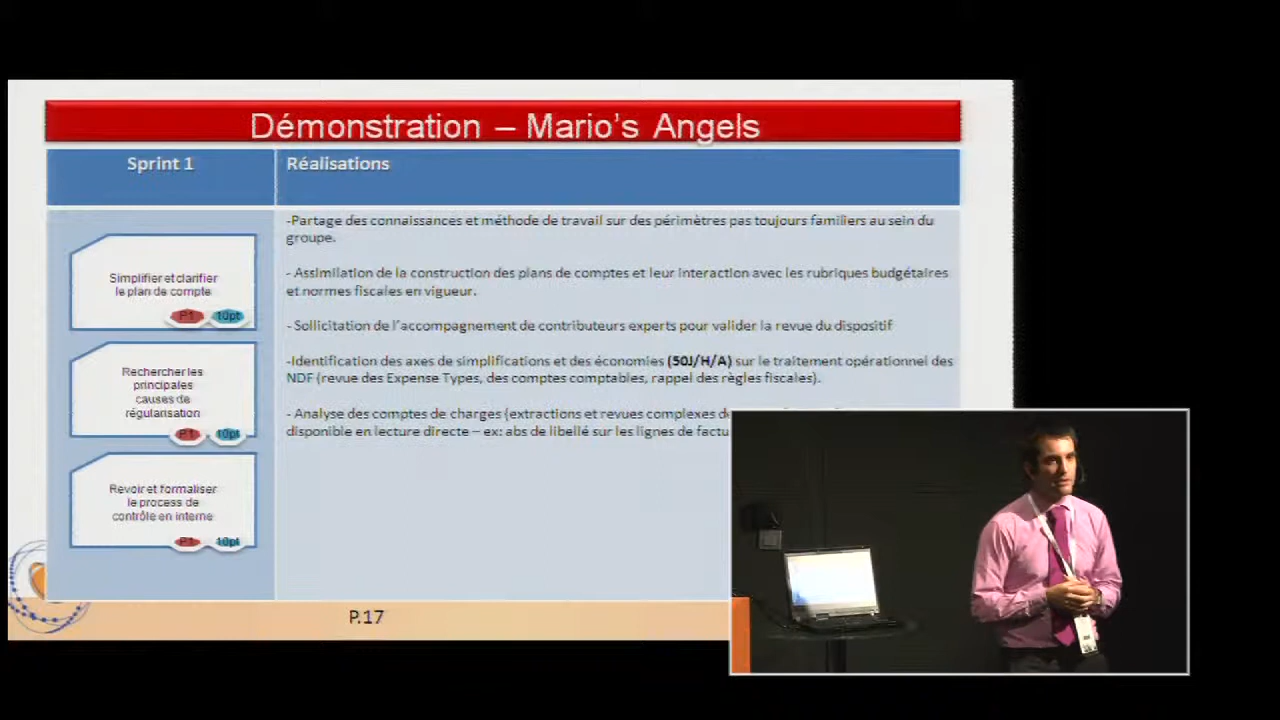 Démonstration – Mario's Angels
Sprint 1
Réalisations
Simplifier et clarifier
le plan de compte
P1 10pt
Rechercher les
principales
causes de
régularisation
P1 10pt
Revoir et formaliser
le process de
contrôle en interne
P1 10pt
-Partage des connaissances et méthode de travail sur des périmètres pas toujours familiers au sein du
groupe.
- Assimilation de la construction des plans de comptes et leur interaction avec les rubriques budgétaires
et normes fiscales en vigueur.
- Sollicitation de l'accompagnement de contributeurs experts pour valider la revue du dispositif
-Identification des axes de simplifications et des économies (50J/H/A) sur le traitement opérationnel des
NDF (revue des Expense Types, des comptes comptables, rappel des règles fiscales).
- Analyse des comptes de charges (extractions et revues complexes
disponible en lecture directe – ex: abs de libellé sur les lignes de
P.17